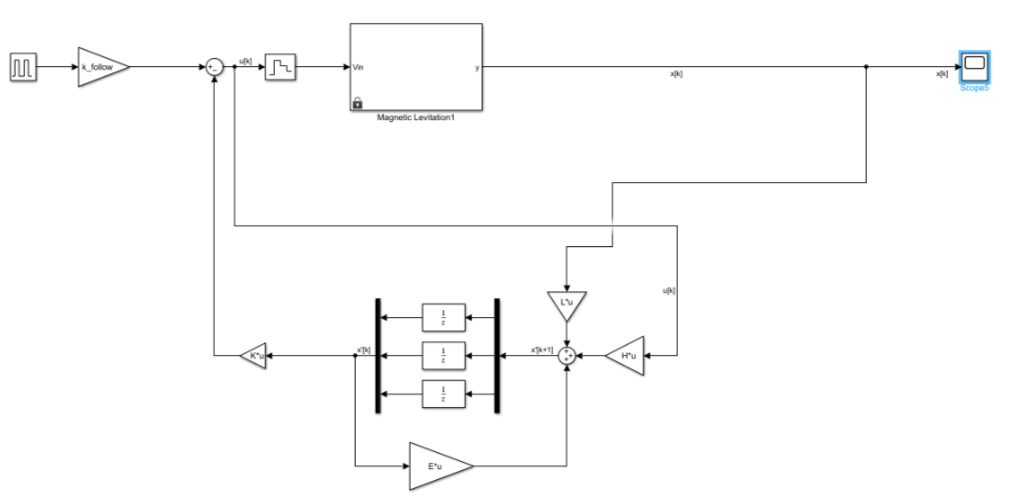 k_follow
u[k]
Vin
y
Magnetic Levitation1
x[k]
x[k]
Scope5
u[k]
L*u
H*u
x'[k+1]
x'[k]
K*u
1
z
1
z
1
z
E*u